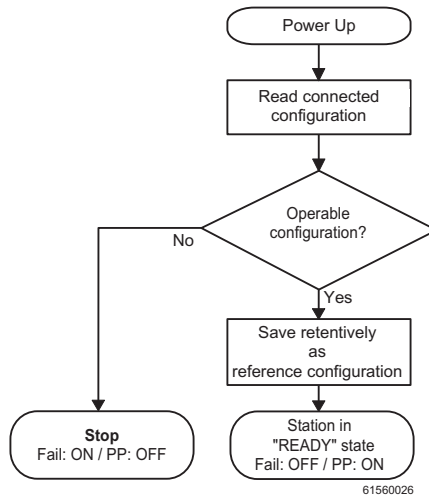 Power Up
Read connected
configuration
Operable
configuration?
No
Yes
Save retentively
as
reference configuration
Stop
Fail: ON / PP: OFF
Station in
"READY" state
Fail: OFF / PP: ON
61560026